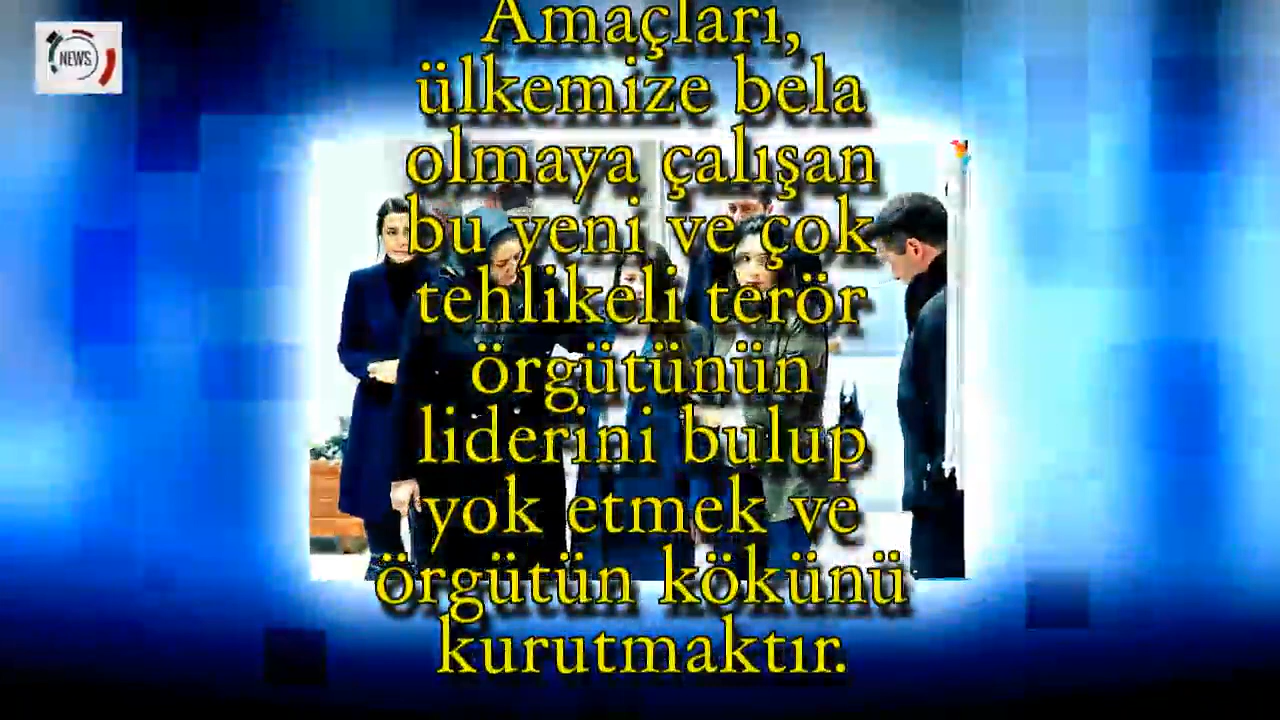 NEWS
Amaçları,
ülkemize bela
olmaya çalışan
bu yeni ve çok
tehlikeli terör
örgütünün
liderini bulup
yok etmek ve
örgütün kökünü
kurutmaktır.